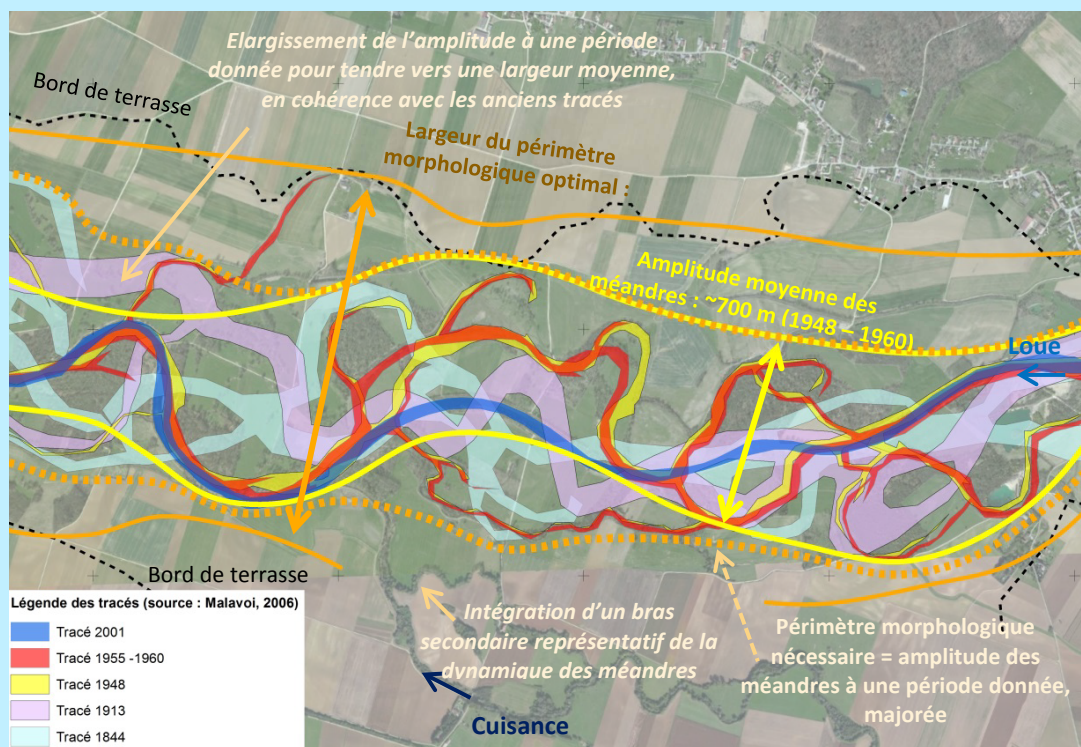 Elargissement de l’amplitude à une période
donnée pour tendre vers une largeur moyenne,
en cohérence avec les anciens tracés
Bord de terrasse
Largeur du périmètre
morphologique optimal :
Amplitude moyenne des
méandres : ~700 m (1948 – 1960)
Loue
Bord de terrasse
Légende des tracés (source : Malavoi, 2006)
Tracé 2001
Tracé 1955 -1960
Tracé 1948
Tracé 1913
Tracé 1844
Intégration d’un bras
secondaire représentatif de la
dynamique des méandres
Cuisance
Périmètre morphologique
nécessaire = amplitude des
méandres à une période donnée,
majorée